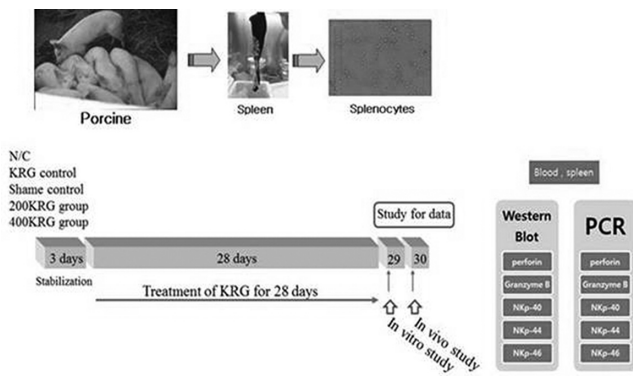 Porcine
Spleen
Splenocytes
N/C
KRG control
Shame control
200KRG group
400KRG group
3 days
28 days
29
30
Stabilization
Treatment of KRG for 28 days
Study for data
In vitro study
In vivo study
Blood , spleen
Western
Blot
perforin
Granzyme B
NKp-40
NKp-44
NKp-46
PCR
perforin
Granzyme B
NKp-40
NKp-44
NKp-46